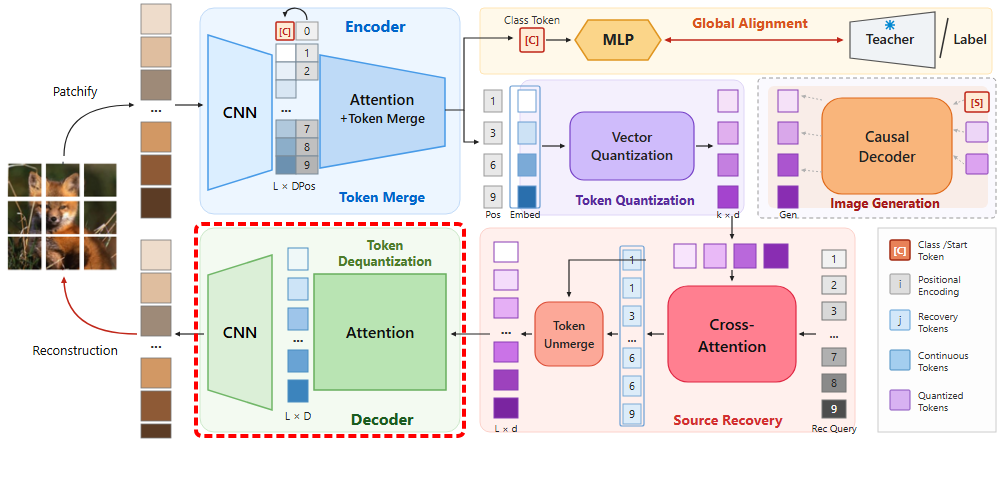 Patchify
...
Reconstruction
...
Encoder
[C]
0
1
2
...
7
8
9
CNN
Attention
+Token Merge
L × D
Pos
Token Merge
Class Token
[C]
MLP
Global Alignment
Teacher
Label
1
3
6
9
Pos
Embed
Vector
Quantization
Token Quantization
k × d
Gen
Causal
Decoder
[S]
Image Generation
Token
Dequantization
CNN
Attention
L × D
Decoder
...
L × d
Token
Unmerge
1
1
3
...
6
6
9
Cross-
Attention
Source Recovery
1
2
3
...
7
8
9
Rec Query
[C]
Class /Start
Token
i
Positional
Encoding
j
Recovery
Tokens
Continuous
Tokens
Quantized
Tokens